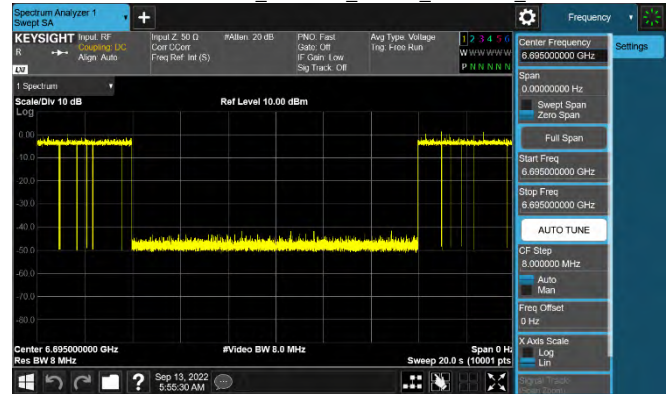 Spectrum Analyzer 1
Swept SA
+
Frequency
KEYSIGHT
Input: RF
Input Z: 50 Ω
#Atten: 20 dB
PNO: Fast
Avg Type: Voltage
1 2 3 4 5 6
R
Coupling: DC
Corr CCorr
Gate: Off
Trig: Free Run
W W W W W W
Align: Auto
Freq Ref: Int (S)
IF Gain: Low
Sig Track: Off
P N N N N N
LXI
1 Spectrum
Scale/Div 10 dB
Ref Level 10.00 dBm
Log
0.00
-10.0
-20.0
-30.0
-40.0
-50.0
-60.0
-70.0
-80.0
Center 6.695000000 GHz
#Video BW 8.0 MHz
Span 0 Hz
Res BW 8 MHz
Sweep 20.0 s (10001 pts
?
Sep 13, 2022
5:55:30 AM
Center Frequency
6.695000000 GHz
Settings
Span
0.00000000 Hz
Swept Span
Zero Span
Full Span
Start Freq
6.695000000 GHz
Stop Freq
6.695000000 GHz
AUTO TUNE
CF Step
8.000000 MHz
Auto
Man
Freq Offset
0 Hz
X Axis Scale
Log
Lin
Signal Track